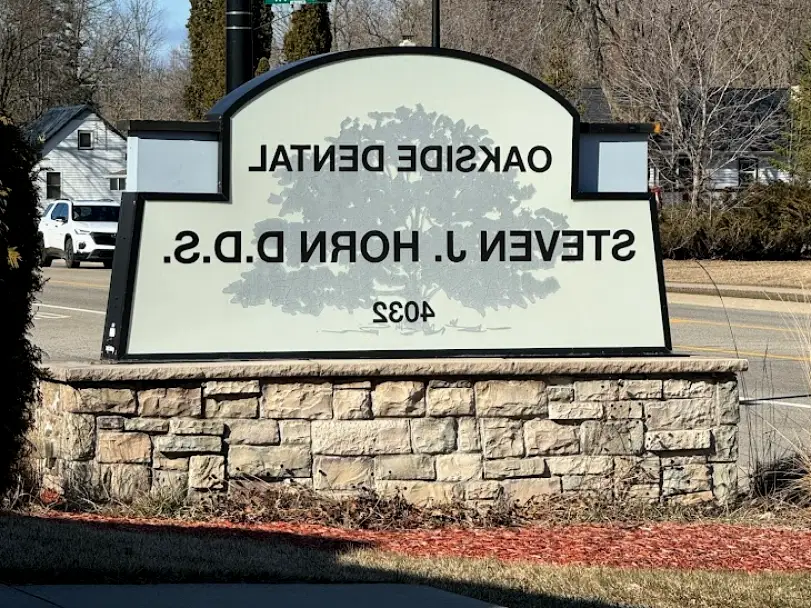 OAKSIDE DENTAL
STEVEN J. HORN D.D.S.
4032